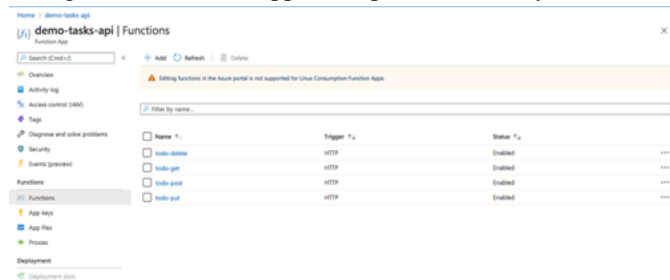 Home > demo-tasks-api
demo-tasks-api | Functions
Function App
Search (Cmd+/)
Overview
Activity log
Access control (IAM)
Tags
Diagnose and solve problems
Security
Events (preview)
Functions
Functions
App keys
App files
Proxies
Deployment
Deployment slots
+ Add Refresh Delete
Editing functions in the Azure portal is not supported for Linux Consumption Function Apps.
Filter by name...
Name Trigger Status
todo-delete HTTP Enabled
todo-get HTTP Enabled
todo-post HTTP Enabled
todo-put HTTP Enabled